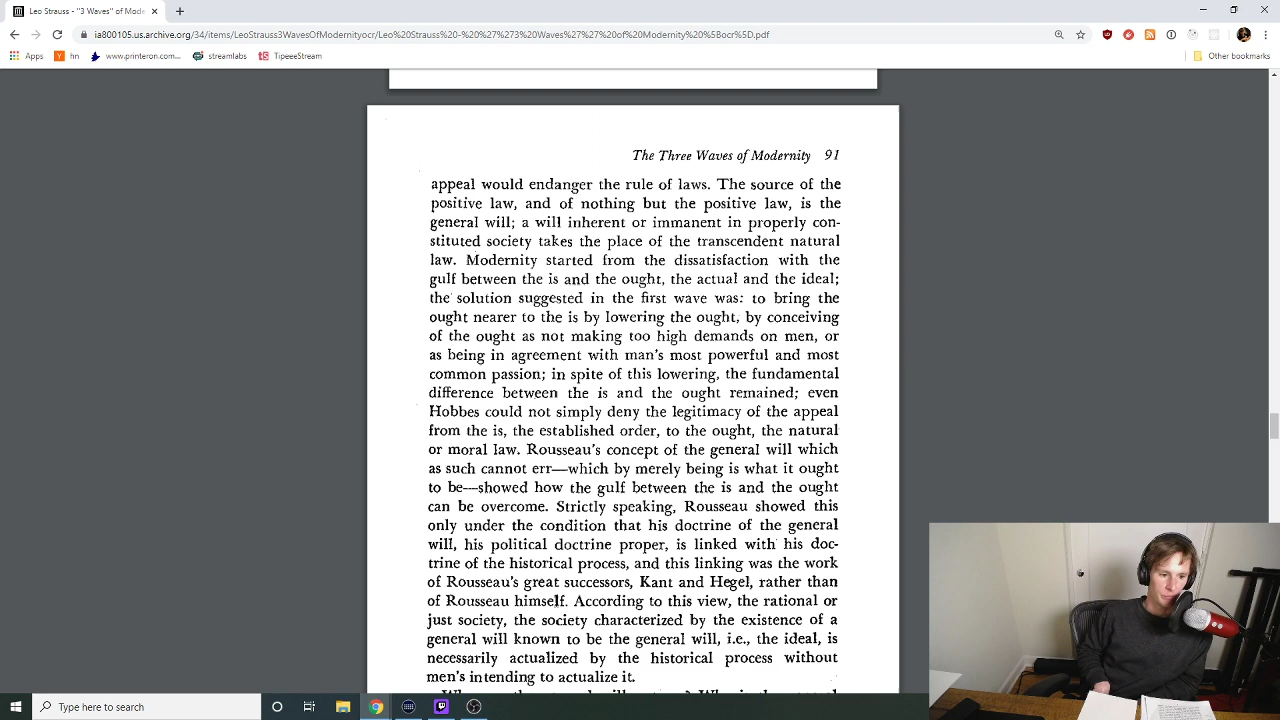 Leo Strauss - "3 Waves" of Mode
ia800105.us.archive.org/34/items/LeoStrauss3WavesOfModernityocr/Leo%20Strauss%20-%20%27%273%20Waves%27%27%20of%20Modernity%20%5Bocr%5D.pdf
Apps
hn
www.printeron.com...
streamlabs
TipeeeStream
Other bookmarks
The Three Waves of Modernity 91
appeal would endanger the rule of laws. The source of the
positive law, and of nothing but the positive law, is the
general will; a will inherent or immanent in properly con-
stituted society takes the place of the transcendent natural
law. Modernity started from the dissatisfaction with the
gulf between the is and the ought, the actual and the ideal;
the solution suggested in the first wave was: to bring the
ought nearer to the is by lowering the ought, by conceiving
of the ought as not making too high demands on men, or
as being in agreement with man's most powerful and most
common passion; in spite of this lowering, the fundamental
difference between the is and the ought remained; even
Hobbes could not simply deny the legitimacy of the appeal
from the is, the established order, to the ought, the natural
or moral law. Rousseau's concept of the general will which
as such cannot err—which by merely being is what it ought
to be—showed how the gulf between the is and the ought
can be overcome. Strictly speaking, Rousseau showed this
only under the condition that his doctrine of the general
will, his political doctrine proper, is linked with his doc-
trine of the historical process, and this linking was the work
of Rousseau's great successors, Kant and Hegel, rather than
of Rousseau himself. According to this view, the rational or
just society, the society characterized by the existence of a
general will known to be the general will, i.e., the ideal, is
necessarily actualized by the historical process without
men's intending to actualize it.
Type here to search